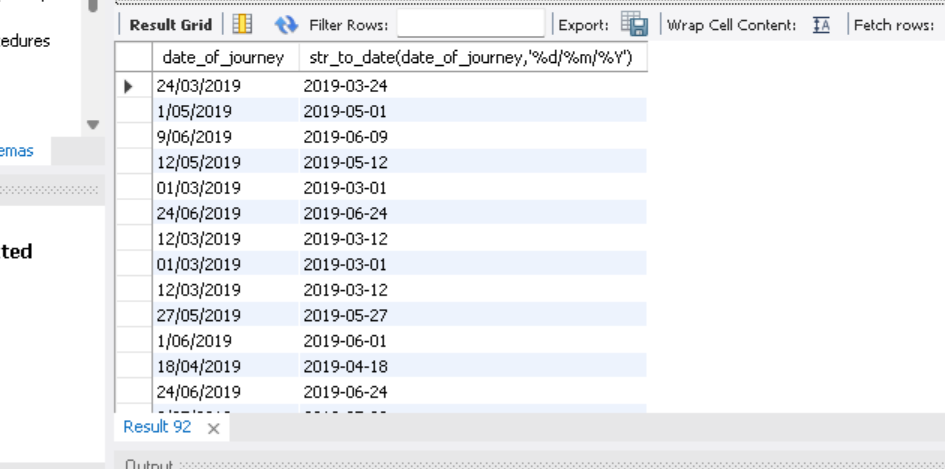 edures
emas
ted
Result Grid Filter Rows: Export: Wrap Cell Content: Fetch rows:
date_of_journey str_to_date(date_of_journey,'%d/%m/%Y')
24/03/2019 2019-03-24
1/05/2019 2019-05-01
9/06/2019 2019-06-09
12/05/2019 2019-05-12
01/03/2019 2019-03-01
24/06/2019 2019-06-24
12/03/2019 2019-03-12
01/03/2019 2019-03-01
12/03/2019 2019-03-12
27/05/2019 2019-05-27
1/06/2019 2019-06-01
18/04/2019 2019-04-18
24/06/2019 2019-06-24
Result 92
Output